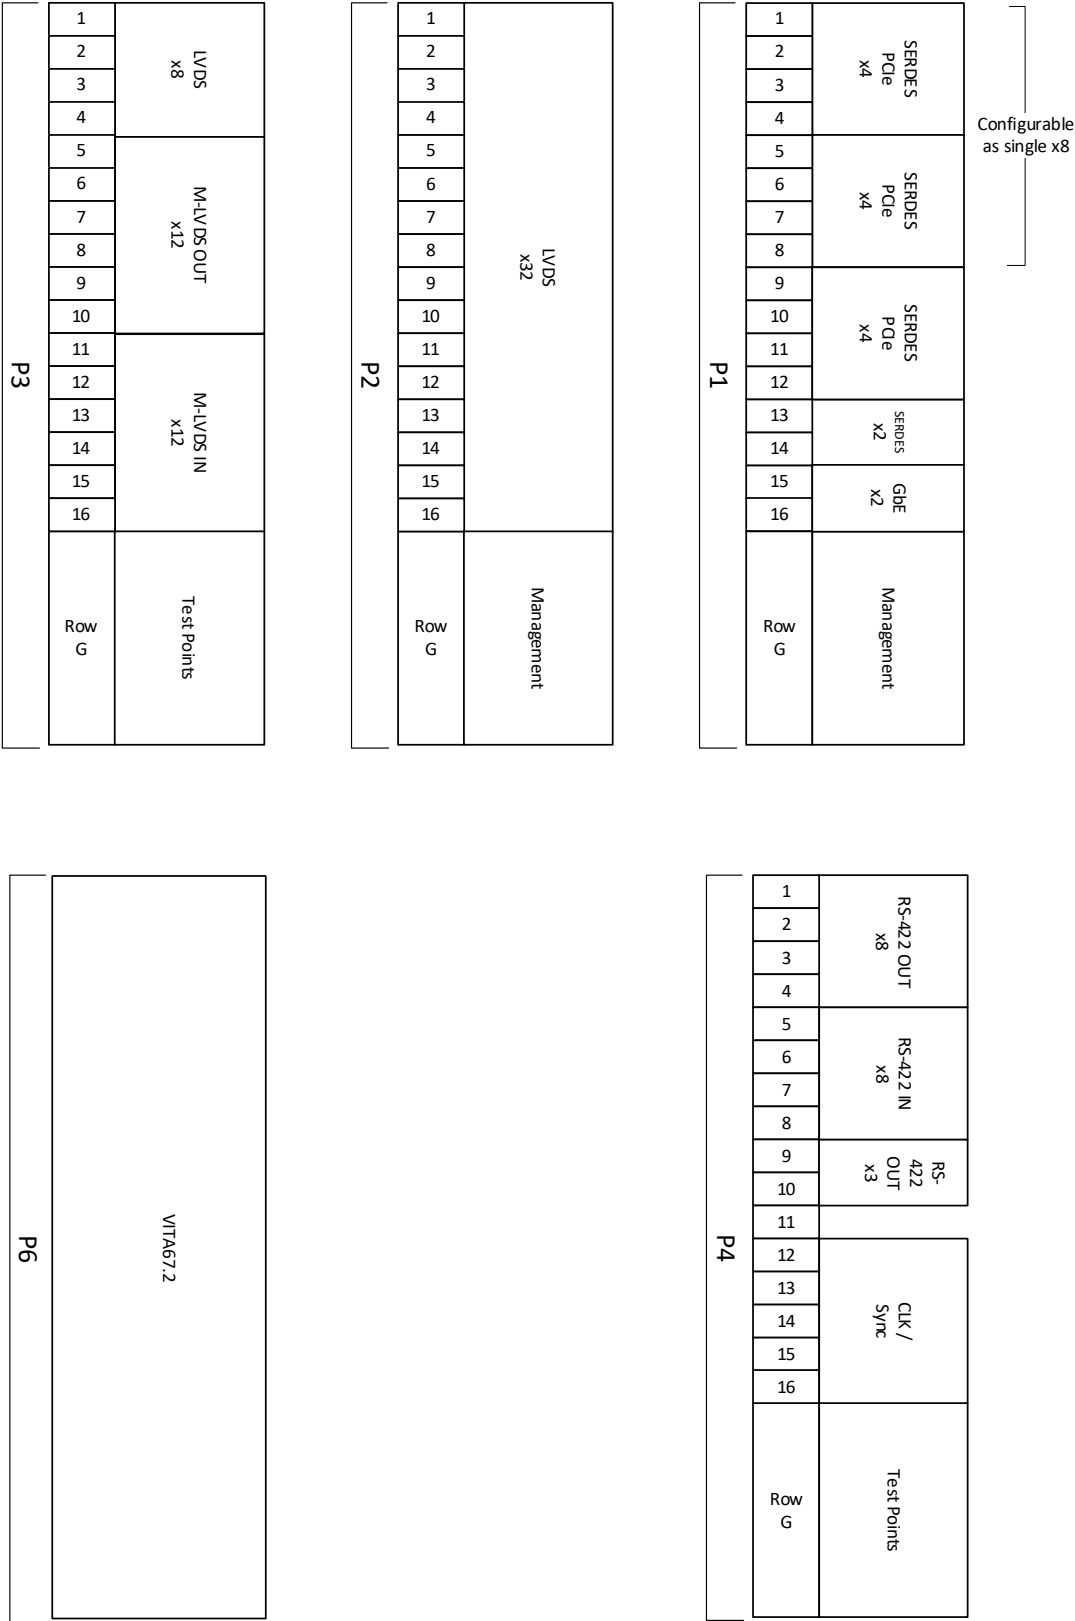 1
2
3
4
5
6
7
8
9
10
11
12
13
14
15
16
Row
G
LVDS
x8
M-LVDS OUT
x12
M-LVDS IN
x12
Test Points
P3
1
2
3
4
5
6
7
8
9
10
11
12
13
14
15
16
Row
G
LVDS
x32
Management
P2
1
2
3
4
5
6
7
8
9
10
11
12
13
14
15
16
Row
G
SERDES
PCIe
x4
SERDES
PCIe
x4
SERDES
PCIe
x4
SERDES
x2
GbE
x2
Management
P1
Configurable
as single x8
VITA67.2
P6
1
2
3
4
5
6
7
8
9
10
11
12
13
14
15
16
Row
G
RS-422 OUT
x8
RS-422 IN
x8
RS-
422
OUT
x3
CLK /
Sync
Test Points
P4